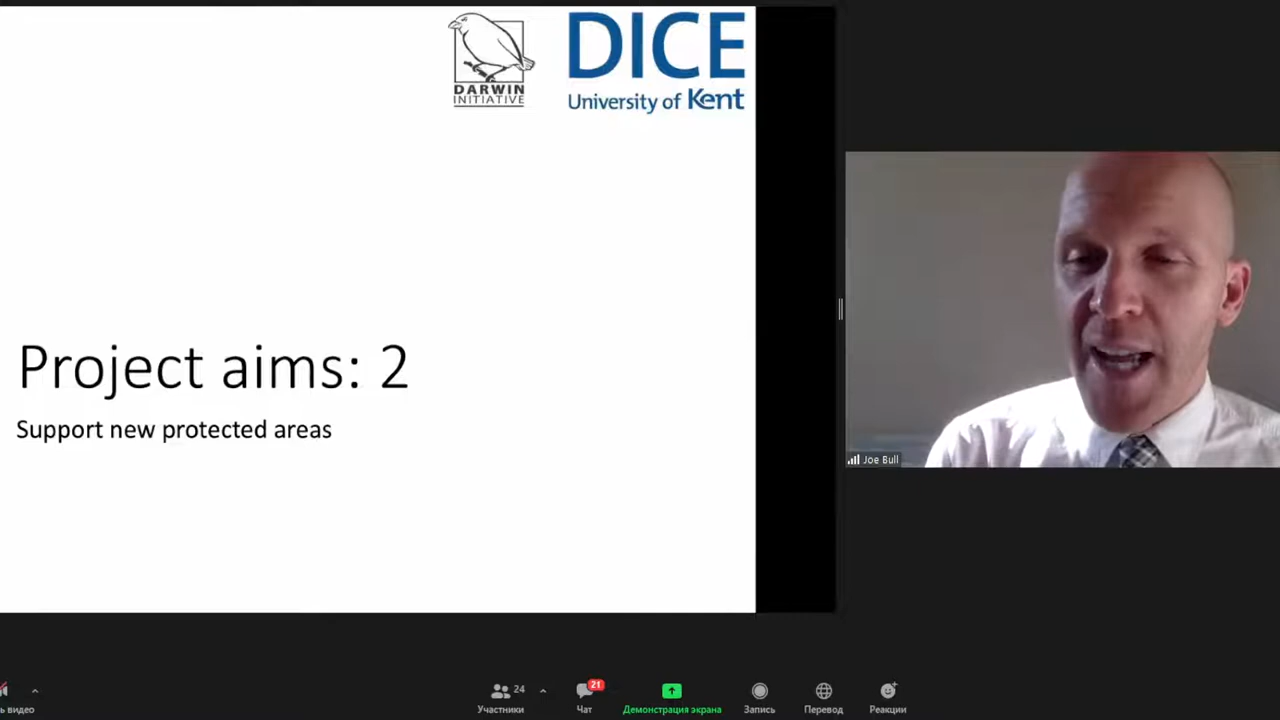 DARWIN
INITIATIVE
DICE
University of Kent
Project aims: 2
Support new protected areas
Joe Bull
ь видео
24
Участники
21
Чат
Демонстрация экрана
Запись
Перевод
Реакции